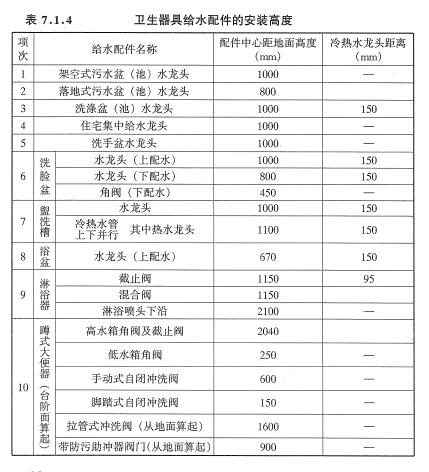 表 7.1.4 卫生器具给水配件的安装高度
项次 给水配件名称 配件中心距地面高度(mm) 冷热水龙头距离(mm)
1 架空式污水盆（池）水龙头 1000 —
2 落地式污水盆（池）水龙头 800 —
3 洗涤盆（池）水龙头 1000 150
4 住宅集中给水龙头 1000 —
5 洗手盆水龙头 1000 —
6 洗脸盆 水龙头（上配水） 1000 150
水龙头（下配水） 800 150
角阀（下配水） 450 —
7 盥洗槽 水龙头 1000 150
冷热水管上下并行 其中热水龙头 1100 150
8 浴盆 水龙头（上配水） 670 150
9 淋浴器 截止阀 1150 95
混合阀 1150
淋浴喷头下沿 2100 —
10 蹲式大便器（台阶面算起） 高水箱角阀及截止阀 2040
低水箱角阀 250 —
手动式自闭冲洗阀 600 —
脚踏式自闭冲洗阀 150 —
拉管式冲洗阀（从地面算起） 1600 —
带防污助冲器阀门(从地面算起) 900 —